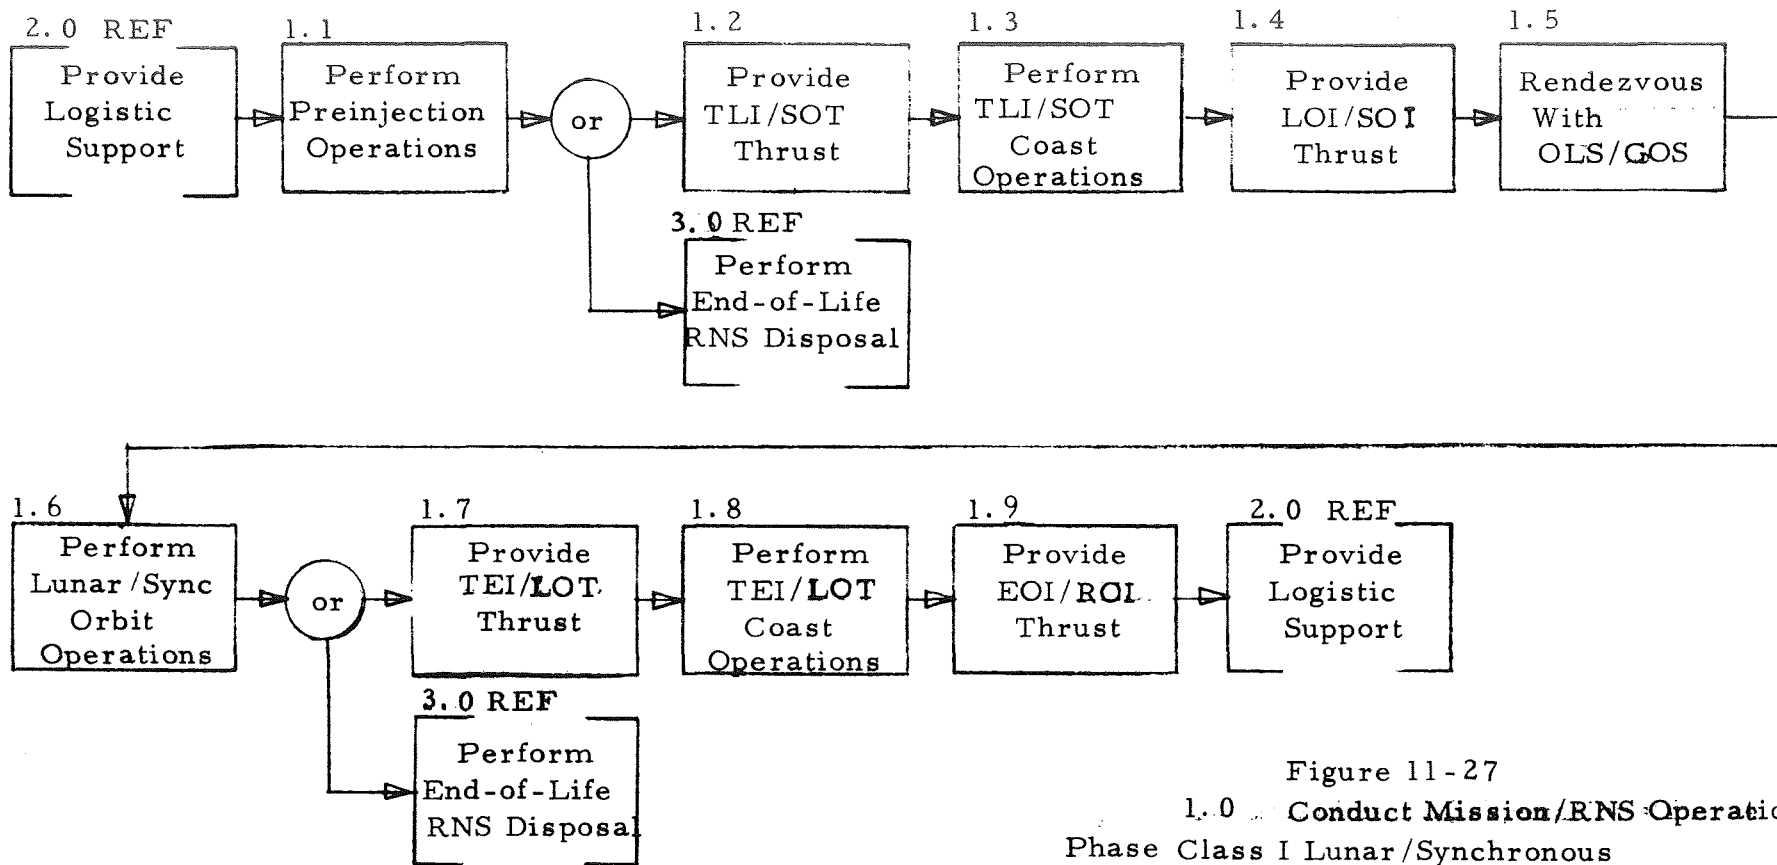 2.0 REF
Provide
Logistic
Support
1.1
Perform
Preinjection
Operations
or
1.2
Provide
TLI/SOT
Thrust
1.3
Perform
TLI/SOT
Coast
Operations
1.4
Provide
LOI/SOI
Thrust
1.5
Rendezvous
With
OLS/GOS
3.0 REF
Perform
End-of-Life
RNS Disposal
1.6
Perform
Lunar/Sync
Orbit
Operations
or
1.7
Provide
TEI/LOT
Thrust
1.8
Perform
TEI/LOT
Coast
Operations
1.9
Provide
EOI/ROI
Thrust
2.0 REF
Provide
Logistic
Support
3.0 REF
Perform
End-of-Life
RNS Disposal
Figure 11-27
1.0 Conduct Mission/RNS Operatio
Phase Class I Lunar/Synchronous